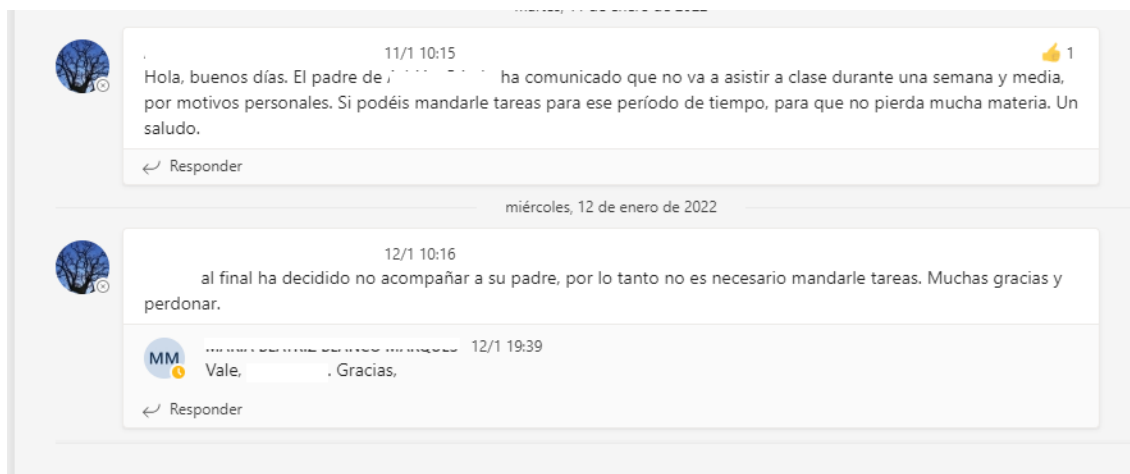 11/1 10:15
👍 1
Hola, buenos días. El padre de ha comunicado que no va a asistir a clase durante una semana y media,
por motivos personales. Si podéis mandarle tareas para ese período de tiempo, para que no pierda mucha materia. Un
saludo.
Responder
miércoles, 12 de enero de 2022
12/1 10:16
al final ha decidido no acompañar a su padre, por lo tanto no es necesario mandarle tareas. Muchas gracias y
perdonar.
MM
12/1 19:39
Vale, . Gracias,
Responder